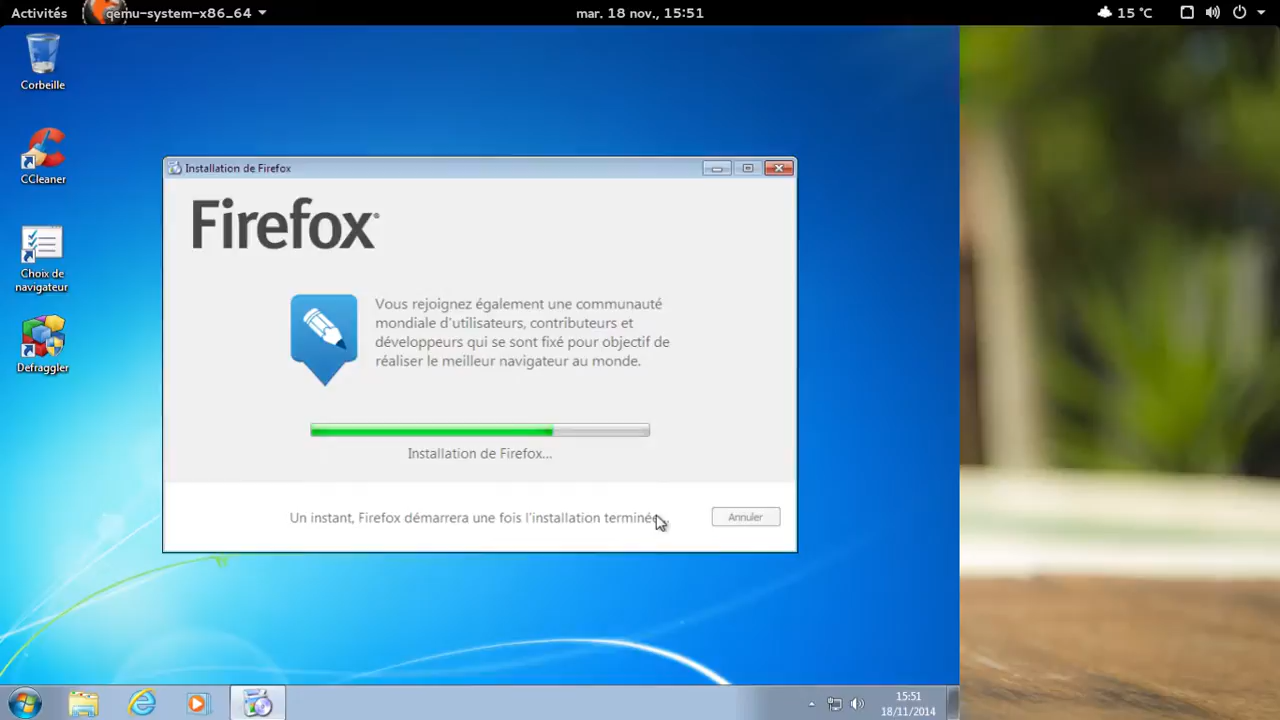 Activités
qemu-system-x86_64
mar. 18 nov., 15:51
15 °C
Corbeille
CCleaner
Choix de
navigateur
Defraggler
Installation de Firefox
Firefox®
Vous rejoignez également une communauté
mondiale d'utilisateurs, contributeurs et
développeurs qui se sont fixé pour objectif de
réaliser le meilleur navigateur au monde.
Installation de Firefox...
Un instant, Firefox démarrera une fois l'installation terminée
Annuler
15:51
18/11/2014